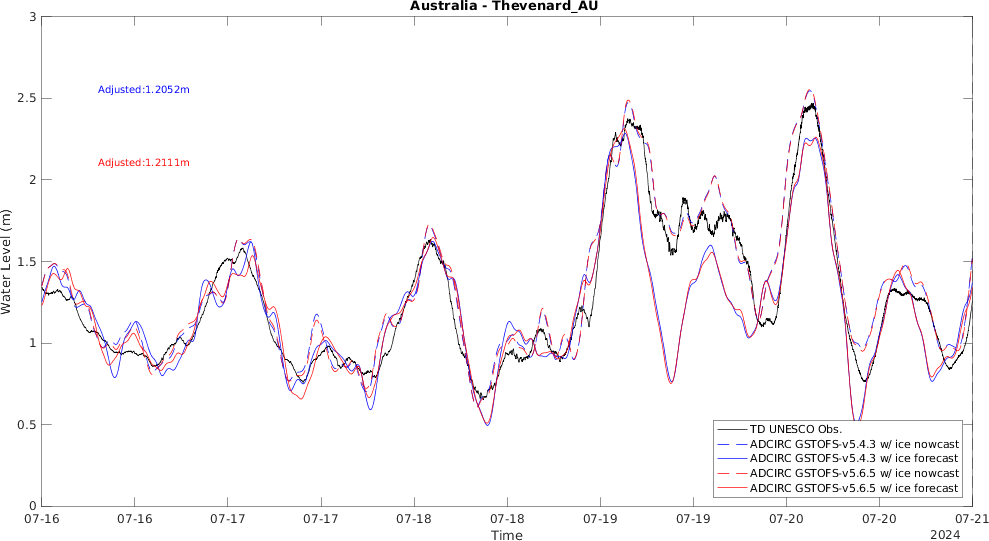 Australia - Thevenard_AU
3
2.5
2
1.5
1
0.5
0
Water Level (m)
Adjusted:1.2052m
Adjusted:1.2111m
TD UNESCO Obs.
ADCIRC GSTOFS-v5.4.3 w/ ice nowcast
ADCIRC GSTOFS-v5.4.3 w/ ice forecast
ADCIRC GSTOFS-v5.6.5 w/ ice nowcast
ADCIRC GSTOFS-v5.6.5 w/ ice forecast
07-16 07-16 07-17 07-17 07-18 07-18 07-19 07-19 07-20 07-20 07-21
Time
2024